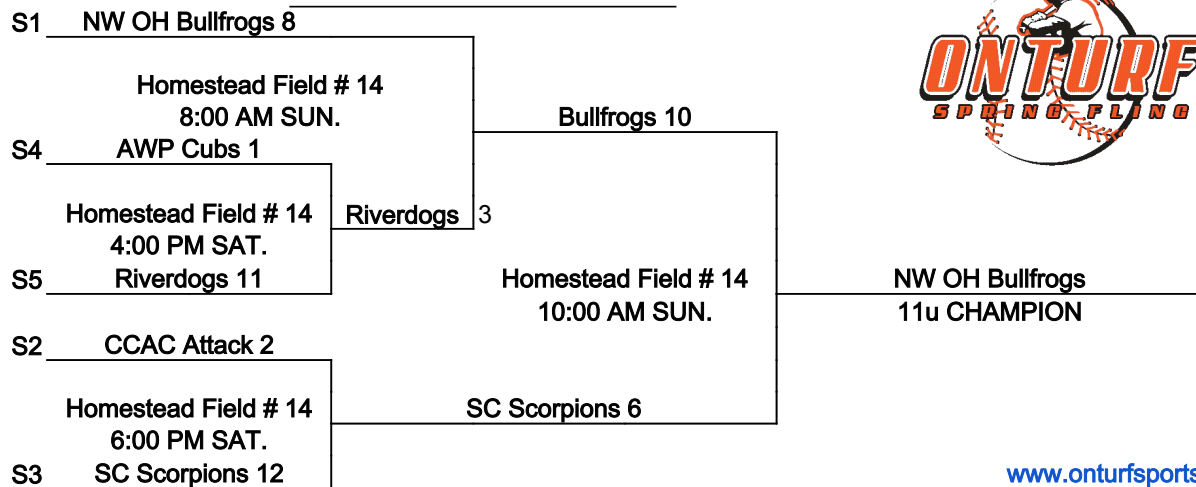 S1 NW OH Bullfrogs 8
ONTURF
SPRING FLING
Homestead Field # 14
8:00 AM SUN.
Bullfrogs 10
S4 AWP Cubs 1
Homestead Field # 14
4:00 PM SAT.
Riverdogs 3
S5 Riverdogs 11
Homestead Field # 14
10:00 AM SUN.
NW OH Bullfrogs
11u CHAMPION
S2 CCAC Attack 2
Homestead Field # 14
6:00 PM SAT.
SC Scorpions 6
S3 SC Scorpions 12
www.onturfsports